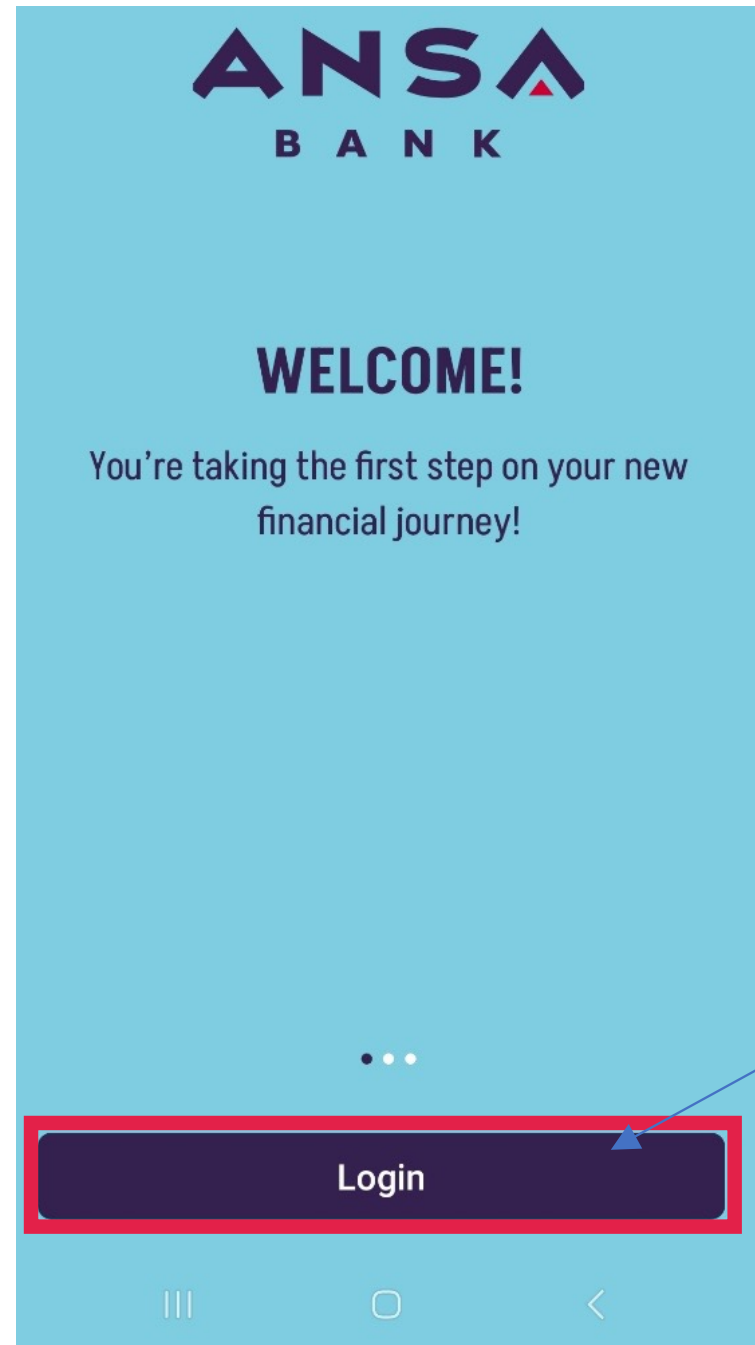 ANSA
BANK
WELCOME!
You’re taking the first step on your new
financial journey!
Login